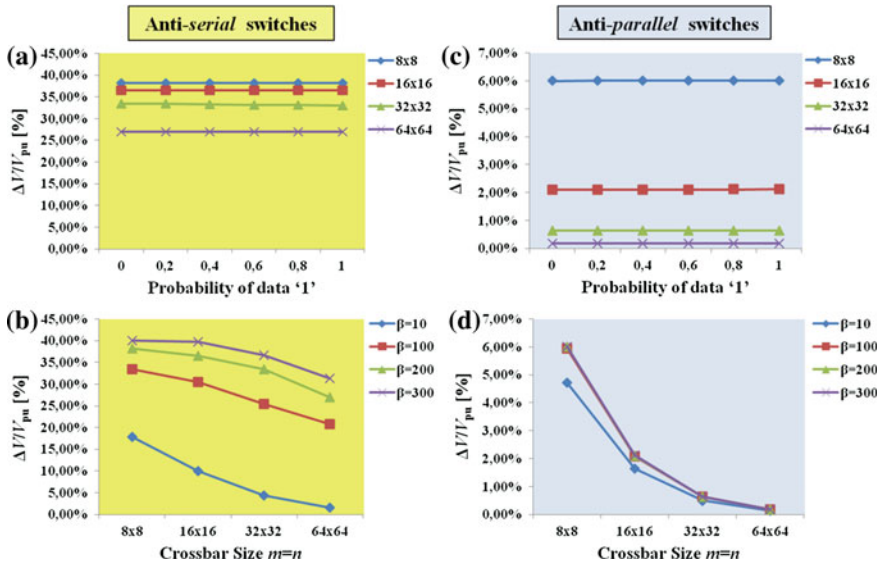 Anti-serial switches
(a)
45,00%
40,00%
35,00%
30,00%
25,00%
20,00%
15,00%
10,00%
5,00%
0,00%
ΔV/Vpu [%]
0 0,2 0,4 0,6 0,8 1
Probability of data ‘1’
8x8
16x16
32x32
64x64
(b)
45,00%
40,00%
35,00%
30,00%
25,00%
20,00%
15,00%
10,00%
5,00%
0,00%
ΔV/Vpu [%]
8x8 16x16 32x32 64x64
Crossbar Size m=n
β=10
β=100
β=200
β=300
Anti-parallel switches
(c)
7,00%
6,00%
5,00%
4,00%
3,00%
2,00%
1,00%
0,00%
ΔV/Vpu [%]
0 0,2 0,4 0,6 0,8 1
Probability of data ‘1’
8x8
16x16
32x32
64x64
(d)
7,00%
6,00%
5,00%
4,00%
3,00%
2,00%
1,00%
0,00%
ΔV/Vpu [%]
8x8 16x16 32x32 64x64
Crossbar Size m=n
β=10
β=100
β=200
β=300